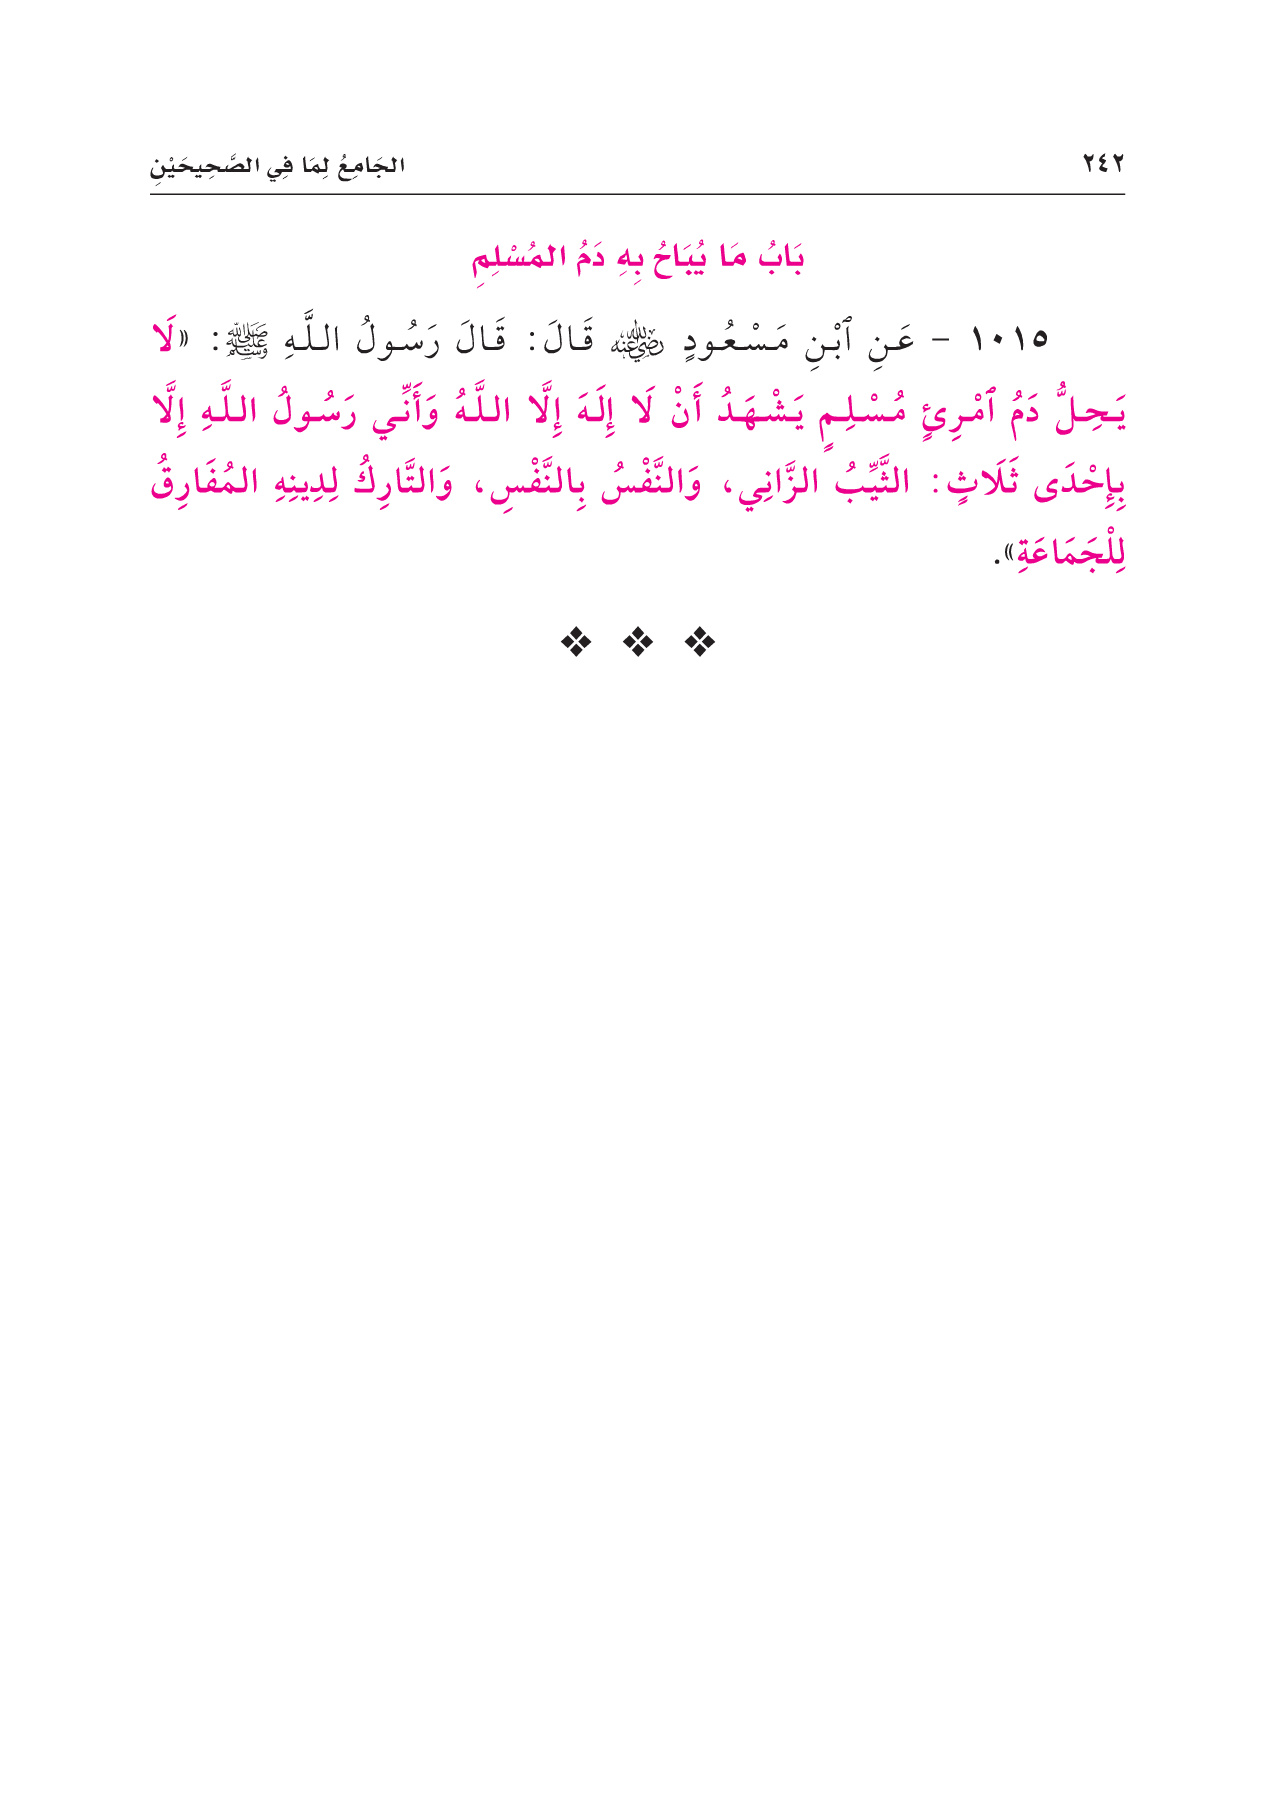 ٢٤٢ الجَامِعُ لِمَا فِي الصَّحِيحَيْنِ
بَابُ مَا يُبَاحُ بِهِ دَمُ المُسْلِمِ
١٠١٥ - عَنِ ٱبْنِ مَسْعُودٍ رضي الله عنه قَالَ: قَالَ رَسُولُ اللَّهِ ﷺ: «لَا
يَحِلُّ دَمُ ٱمْرِئٍ مُسْلِمٍ يَشْهَدُ أَنْ لَا إِلَهَ إِلَّا اللَّهُ وَأَنِّي رَسُولُ اللَّهِ إِلَّا
بِإِحْدَى ثَلَاثٍ: الثَّيِّبُ الزَّانِي، وَالنَّفْسُ بِالنَّفْسِ، وَالتَّارِكُ لِدِينِهِ المُفَارِقُ
لِلْجَمَاعَةِ».